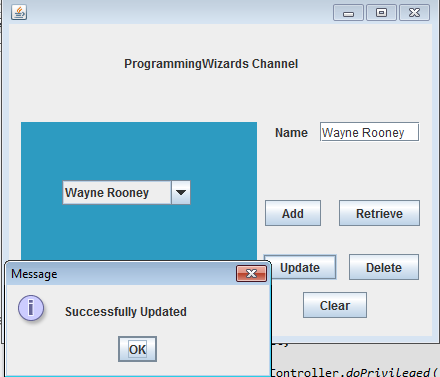 ProgrammingWizards Channel
Name Wayne Rooney
Wayne Rooney
Add Retrieve
Update Delete
Clear
Message
Successfully Updated
OK
Controller.doPrivileged(